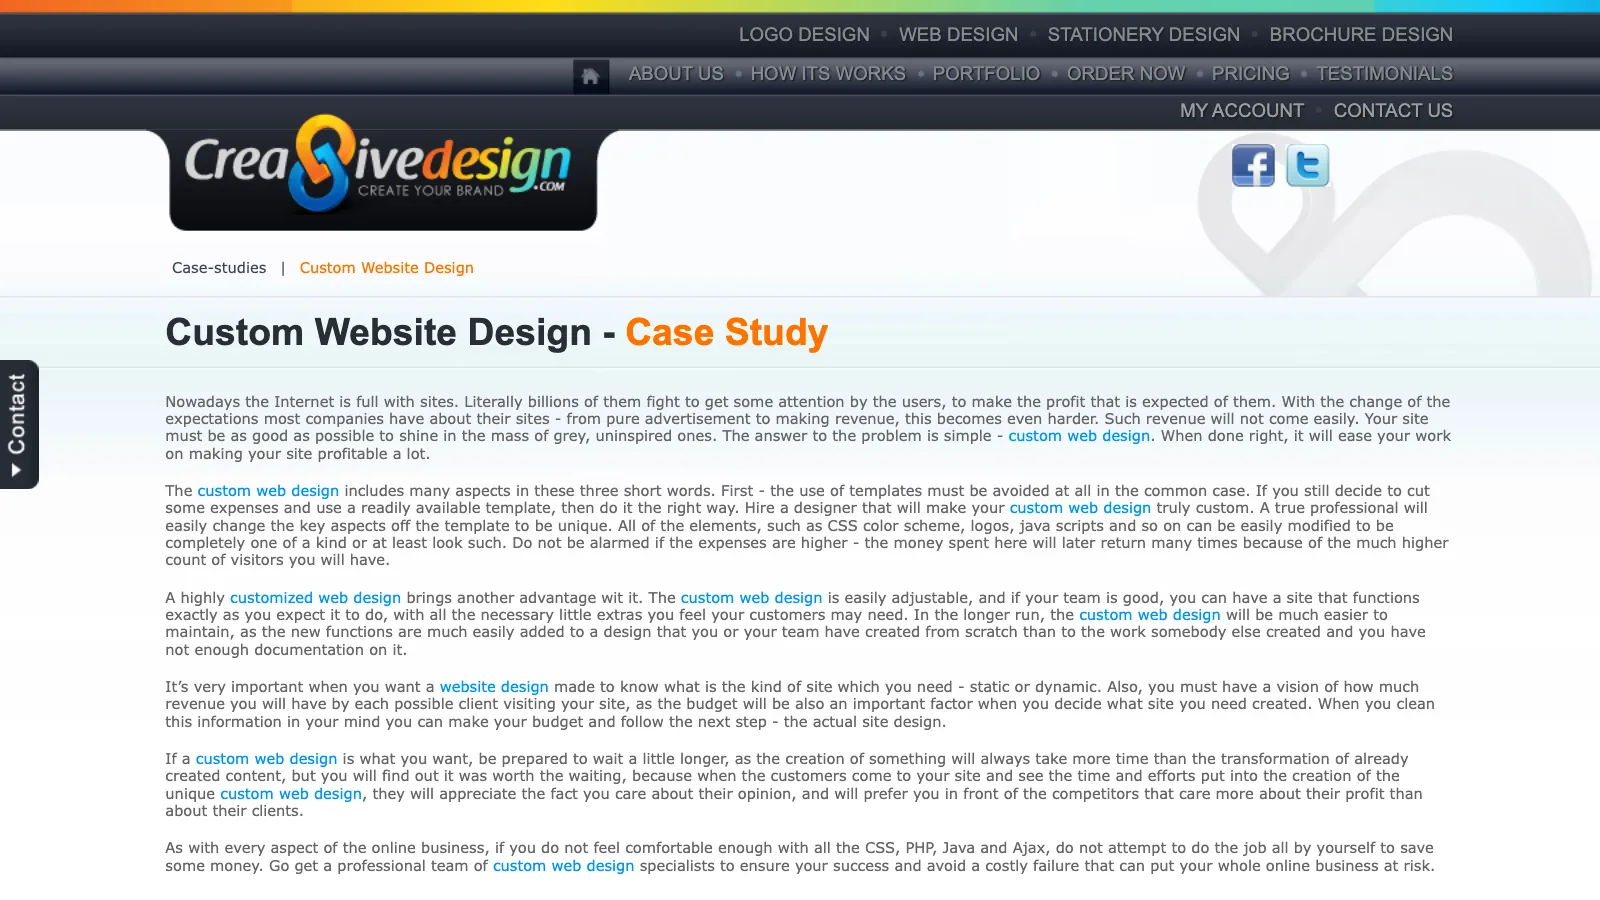 LOGO DESIGN • WEB DESIGN • STATIONERY DESIGN • BROCHURE DESIGN
ABOUT US • HOW ITS WORKS • PORTFOLIO • ORDER NOW • PRICING • TESTIMONIALS
MY ACCOUNT • CONTACT US
Crea8ivedesign.COM
CREATE YOUR BRAND
Case-studies | Custom Website Design
Custom Website Design - Case Study
Contact
Nowadays the Internet is full with sites. Literally billions of them fight to get some attention by the users, to make the profit that is expected of them. With the change of the
expectations most companies have about their sites - from pure advertisement to making revenue, this becomes even harder. Such revenue will not come easily. Your site
must be as good as possible to shine in the mass of grey, uninspired ones. The answer to the problem is simple - custom web design. When done right, it will ease your work
on making your site profitable a lot.
The custom web design includes many aspects in these three short words. First - the use of templates must be avoided at all in the common case. If you still decide to cut
some expenses and use a readily available template, then do it the right way. Hire a designer that will make your custom web design truly custom. A true professional will
easily change the key aspects off the template to be unique. All of the elements, such as CSS color scheme, logos, java scripts and so on can be easily modified to be
completely one of a kind or at least look such. Do not be alarmed if the expenses are higher - the money spent here will later return many times because of the much higher
count of visitors you will have.
A highly customized web design brings another advantage wit it. The custom web design is easily adjustable, and if your team is good, you can have a site that functions
exactly as you expect it to do, with all the necessary little extras you feel your customers may need. In the longer run, the custom web design will be much easier to
maintain, as the new functions are much easily added to a design that you or your team have created from scratch than to the work somebody else created and you have
not enough documentation on it.
It’s very important when you want a website design made to know what is the kind of site which you need - static or dynamic. Also, you must have a vision of how much
revenue you will have by each possible client visiting your site, as the budget will be also an important factor when you decide what site you need created. When you clean
this information in your mind you can make your budget and follow the next step - the actual site design.
If a custom web design is what you want, be prepared to wait a little longer, as the creation of something will always take more time than the transformation of already
created content, but you will find out it was worth the waiting, because when the customers come to your site and see the time and efforts put into the creation of the
unique custom web design, they will appreciate the fact you care about their opinion, and will prefer you in front of the competitors that care more about their profit than
about their clients.
As with every aspect of the online business, if you do not feel comfortable enough with all the CSS, PHP, Java and Ajax, do not attempt to do the job all by yourself to save
some money. Go get a professional team of custom web design specialists to ensure your success and avoid a costly failure that can put your whole online business at risk.